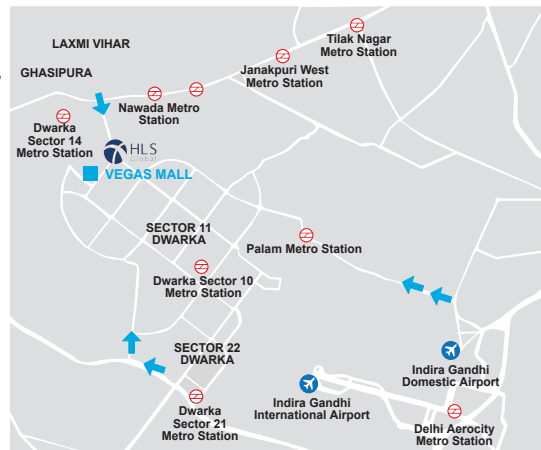 LAXMI VIHAR
GHASIPURA
Tilak Nagar
Metro Station
Janakpuri West
Metro Station
Nawada Metro
Station
Dwarka
Sector 14
Metro Station
HLS
Global
VEGAS MALL
SECTOR 11
DWARKA
Palam Metro Station
Dwarka Sector 10
Metro Station
SECTOR 22
DWARKA
Indira Gandhi
Domestic Airport
Indira Gandhi
International Airport
Dwarka
Sector 21
Metro Station
Delhi Aerocity
Metro Station